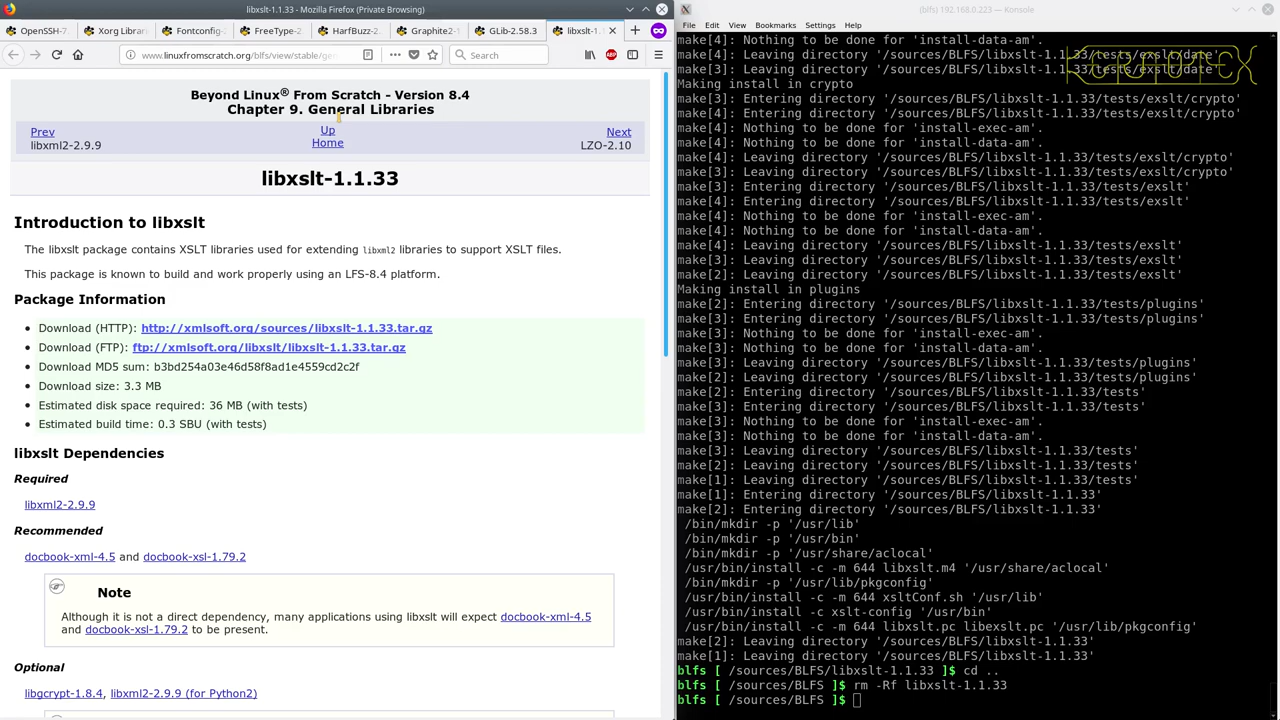 libxslt-1.1.33 - Mozilla Firefox (Private Browsing)
OpenSSH-7.
Xorg Librar
Fontconfig-2
FreeType-2
HarfBuzz-2.
Graphite2-1
GLib-2.58.3
libxslt-1.1.33
www.linuxfromscratch.org/blfs/view/stable/gen
Search
Beyond Linux® From Scratch - Version 8.4
Chapter 9. General Libraries
Prev
Up
Next
libxml2-2.9.9
Home
LZO-2.10
libxslt-1.1.33
Introduction to libxslt
The libxslt package contains XSLT libraries used for extending libxml2 libraries to support XSLT files.
This package is known to build and work properly using an LFS-8.4 platform.
Package Information
Download (HTTP): http://xmlsoft.org/sources/libxslt-1.1.33.tar.gz
Download (FTP): ftp://xmlsoft.org/libxslt/libxslt-1.1.33.tar.gz
Download MD5 sum: b3bd254a03e46d58f8ad1e4559cd2c2f
Download size: 3.3 MB
Estimated disk space required: 36 MB (with tests)
Estimated build time: 0.3 SBU (with tests)
libxslt Dependencies
Required
libxml2-2.9.9
Recommended
docbook-xml-4.5 and docbook-xsl-1.79.2
Note
Although it is not a direct dependency, many applications using libxslt will expect docbook-xml-4.5
and docbook-xsl-1.79.2 to be present.
Optional
libgcrypt-1.8.4, libxml2-2.9.9 (for Python2)
(blfs) 192.168.0.223 — Konsole
File Edit View Bookmarks Settings Help
make[4]: Nothing to be done for 'install-data-am'.
make[4]: Leaving directory '/sources/BLFS/libxslt-1.1.33/tests/exslt/date'
make[3]: Leaving directory '/sources/BLFS/libxslt-1.1.33/tests/exslt/date'
Making install in crypto
make[3]: Entering directory '/sources/BLFS/libxslt-1.1.33/tests/exslt/crypto'
make[4]: Entering directory '/sources/BLFS/libxslt-1.1.33/tests/exslt/crypto'
make[4]: Nothing to be done for 'install-exec-am'.
make[4]: Nothing to be done for 'install-data-am'.
make[4]: Leaving directory '/sources/BLFS/libxslt-1.1.33/tests/exslt/crypto'
make[3]: Leaving directory '/sources/BLFS/libxslt-1.1.33/tests/exslt/crypto'
make[3]: Entering directory '/sources/BLFS/libxslt-1.1.33/tests/exslt'
make[4]: Entering directory '/sources/BLFS/libxslt-1.1.33/tests/exslt'
make[4]: Nothing to be done for 'install-exec-am'.
make[4]: Nothing to be done for 'install-data-am'.
make[4]: Leaving directory '/sources/BLFS/libxslt-1.1.33/tests/exslt'
make[3]: Leaving directory '/sources/BLFS/libxslt-1.1.33/tests/exslt'
make[2]: Leaving directory '/sources/BLFS/libxslt-1.1.33/tests/exslt'
Making install in plugins
make[2]: Entering directory '/sources/BLFS/libxslt-1.1.33/tests/plugins'
make[3]: Entering directory '/sources/BLFS/libxslt-1.1.33/tests/plugins'
make[3]: Nothing to be done for 'install-exec-am'.
make[3]: Nothing to be done for 'install-data-am'.
make[3]: Leaving directory '/sources/BLFS/libxslt-1.1.33/tests/plugins'
make[2]: Leaving directory '/sources/BLFS/libxslt-1.1.33/tests/plugins'
make[2]: Entering directory '/sources/BLFS/libxslt-1.1.33/tests'
make[3]: Entering directory '/sources/BLFS/libxslt-1.1.33/tests'
make[3]: Nothing to be done for 'install-exec-am'.
make[3]: Nothing to be done for 'install-data-am'.
make[3]: Leaving directory '/sources/BLFS/libxslt-1.1.33/tests'
make[2]: Leaving directory '/sources/BLFS/libxslt-1.1.33/tests'
make[1]: Leaving directory '/sources/BLFS/libxslt-1.1.33/tests'
make[1]: Entering directory '/sources/BLFS/libxslt-1.1.33'
make[2]: Entering directory '/sources/BLFS/libxslt-1.1.33'
/bin/mkdir -p '/usr/lib'
/bin/mkdir -p '/usr/bin'
/bin/mkdir -p '/usr/share/aclocal'
/usr/bin/install -c -m 644 libxslt.m4 '/usr/share/aclocal'
/bin/mkdir -p '/usr/lib/pkgconfig'
/usr/bin/install -c -m 644 xsltConf.sh '/usr/lib'
/usr/bin/install -c xslt-config '/usr/bin'
/usr/bin/install -c -m 644 libxslt.pc libexslt.pc '/usr/lib/pkgconfig'
make[2]: Leaving directory '/sources/BLFS/libxslt-1.1.33'
make[1]: Leaving directory '/sources/BLFS/libxslt-1.1.33'
blfs [ /sources/BLFS/libxslt-1.1.33 ]$ cd ..
blfs [ /sources/BLFS ]$ rm -Rf libxslt-1.1.33
blfs [ /sources/BLFS ]$